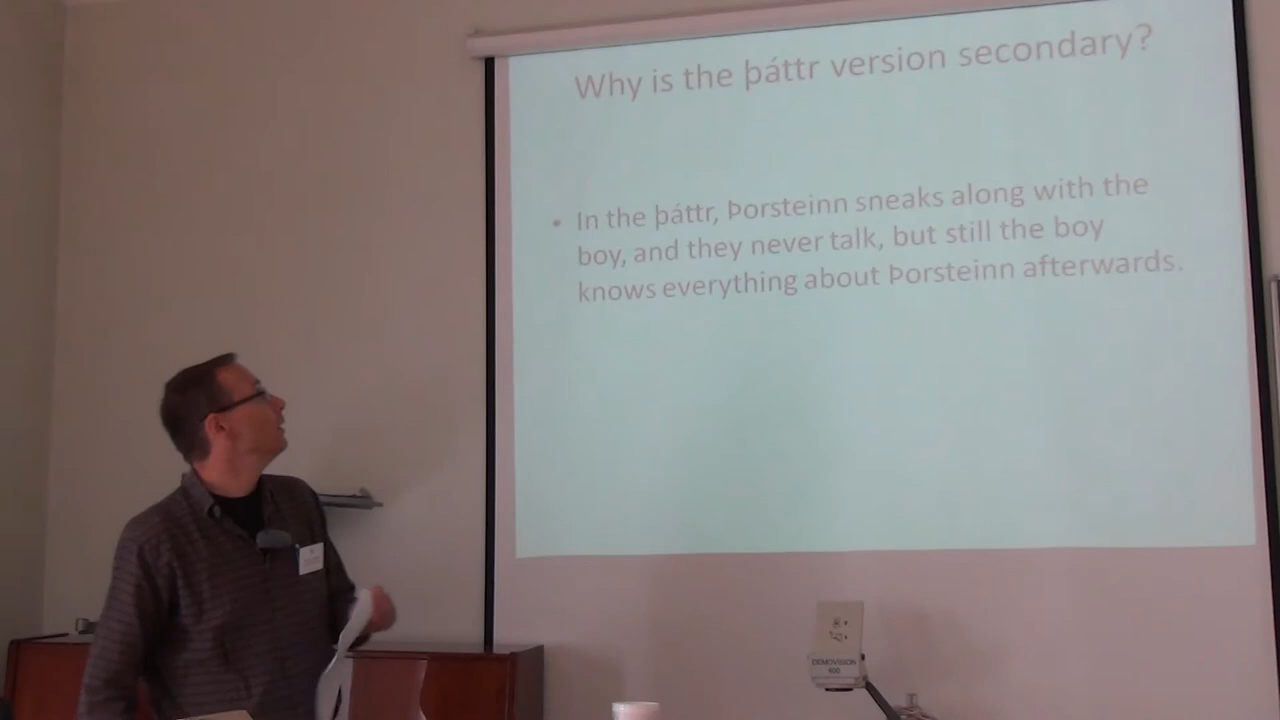 Why is the þáttr version secondary?
• In the þáttr, Þorsteinn sneaks along with the
boy, and they never talk, but still the boy
knows everything about Þorsteinn afterwards.
DEMOVISION